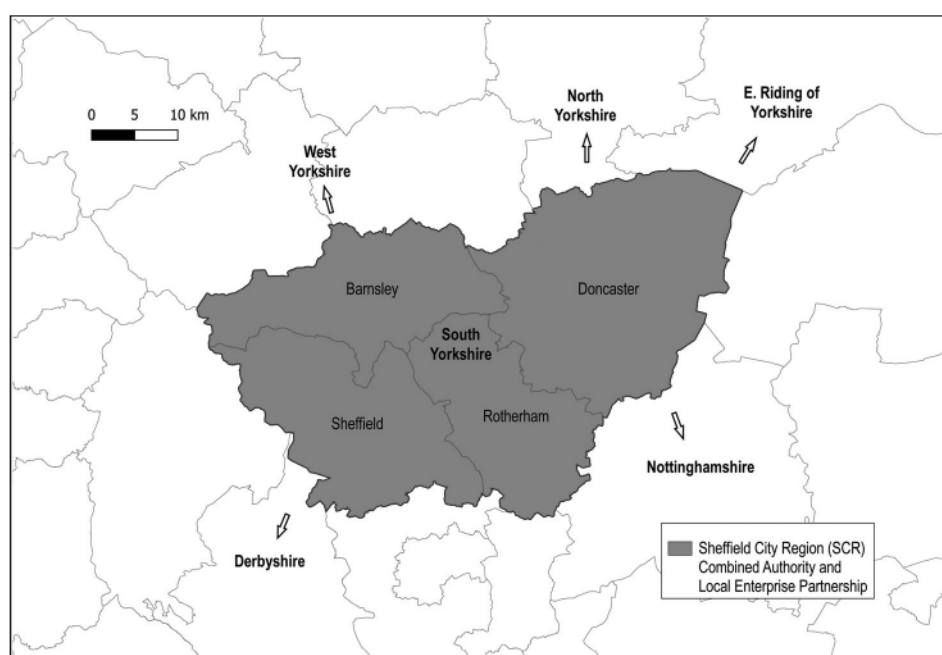 0 5 10 km
North
Yorkshire
E. Riding of
Yorkshire
West
Yorkshire
Barnsley
Doncaster
South
Yorkshire
Sheffield
Rotherham
Nottinghamshire
Derbyshire
Sheffield City Region (SCR)
Combined Authority and
Local Enterprise Partnership